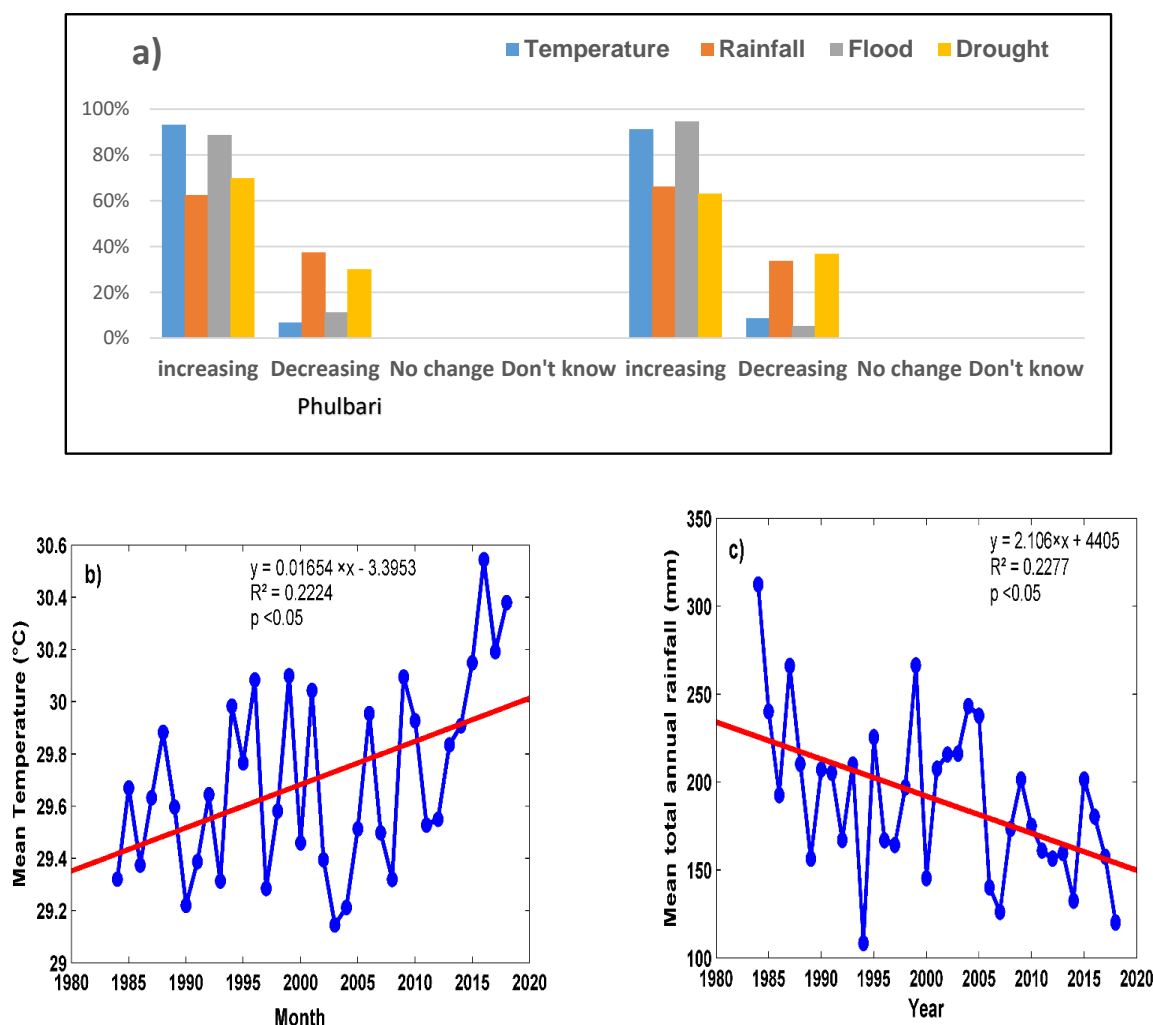 a)
Temperature Rainfall Flood Drought
100%
80%
60%
40%
20%
0%
increasing Decreasing No change Don't know increasing Decreasing No change Don't know
Phulbari
b)
y = 0.01654 ×x - 3.3953
R² = 0.2224
p <0.05
Mean Temperature (°C)
30.6
30.4
30.2
30
29.8
29.6
29.4
29.2
29
1980 1985 1990 1995 2000 2005 2010 2015 2020
Month
c)
y = 2.106×x + 4405
R² = 0.2277
p <0.05
Mean total annual rainfall (mm)
350
300
250
200
150
100
1980 1985 1990 1995 2000 2005 2010 2015 2020
Year